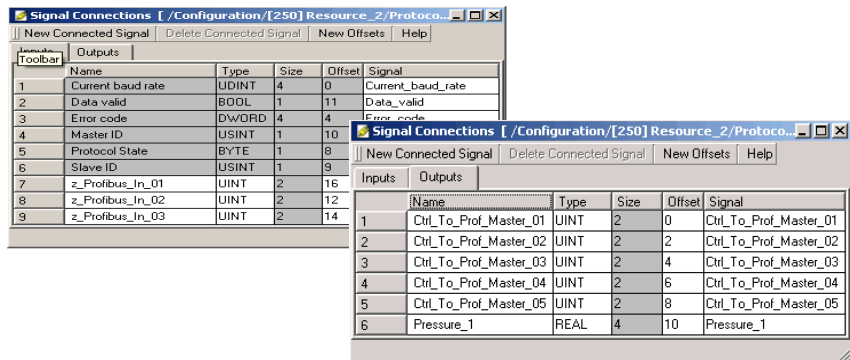 Signal Connections [ /Configuration/[250] Resource_2/Protoco...
New Connected Signal Delete Connected Signal New Offsets Help
Outputs
Toolbar
Name Type Size Offset Signal
1 Current baud rate UDINT 4 0 Current_baud_rate
2 Data valid BOOL 1 11 Data_valid
3 Error code DWORD 4 4 Error_code
4 Master ID USINT 1 10
5 Protocol State BYTE 1 8
6 Slave ID USINT 1 9
7 z_Profibus_In_01 UINT 2 16
8 z_Profibus_In_02 UINT 2 12
9 z_Profibus_In_03 UINT 2 14
Signal Connections [ /Configuration/[250] Resource_2/Protoco...
New Connected Signal Delete Connected Signal New Offsets Help
Inputs Outputs
Name Type Size Offset Signal
1 Ctrl_To_Prof_Master_01 UINT 2 0 Ctrl_To_Prof_Master_01
2 Ctrl_To_Prof_Master_02 UINT 2 2 Ctrl_To_Prof_Master_02
3 Ctrl_To_Prof_Master_03 UINT 2 4 Ctrl_To_Prof_Master_03
4 Ctrl_To_Prof_Master_04 UINT 2 6 Ctrl_To_Prof_Master_04
5 Ctrl_To_Prof_Master_05 UINT 2 8 Ctrl_To_Prof_Master_05
6 Pressure_1 REAL 4 10 Pressure_1